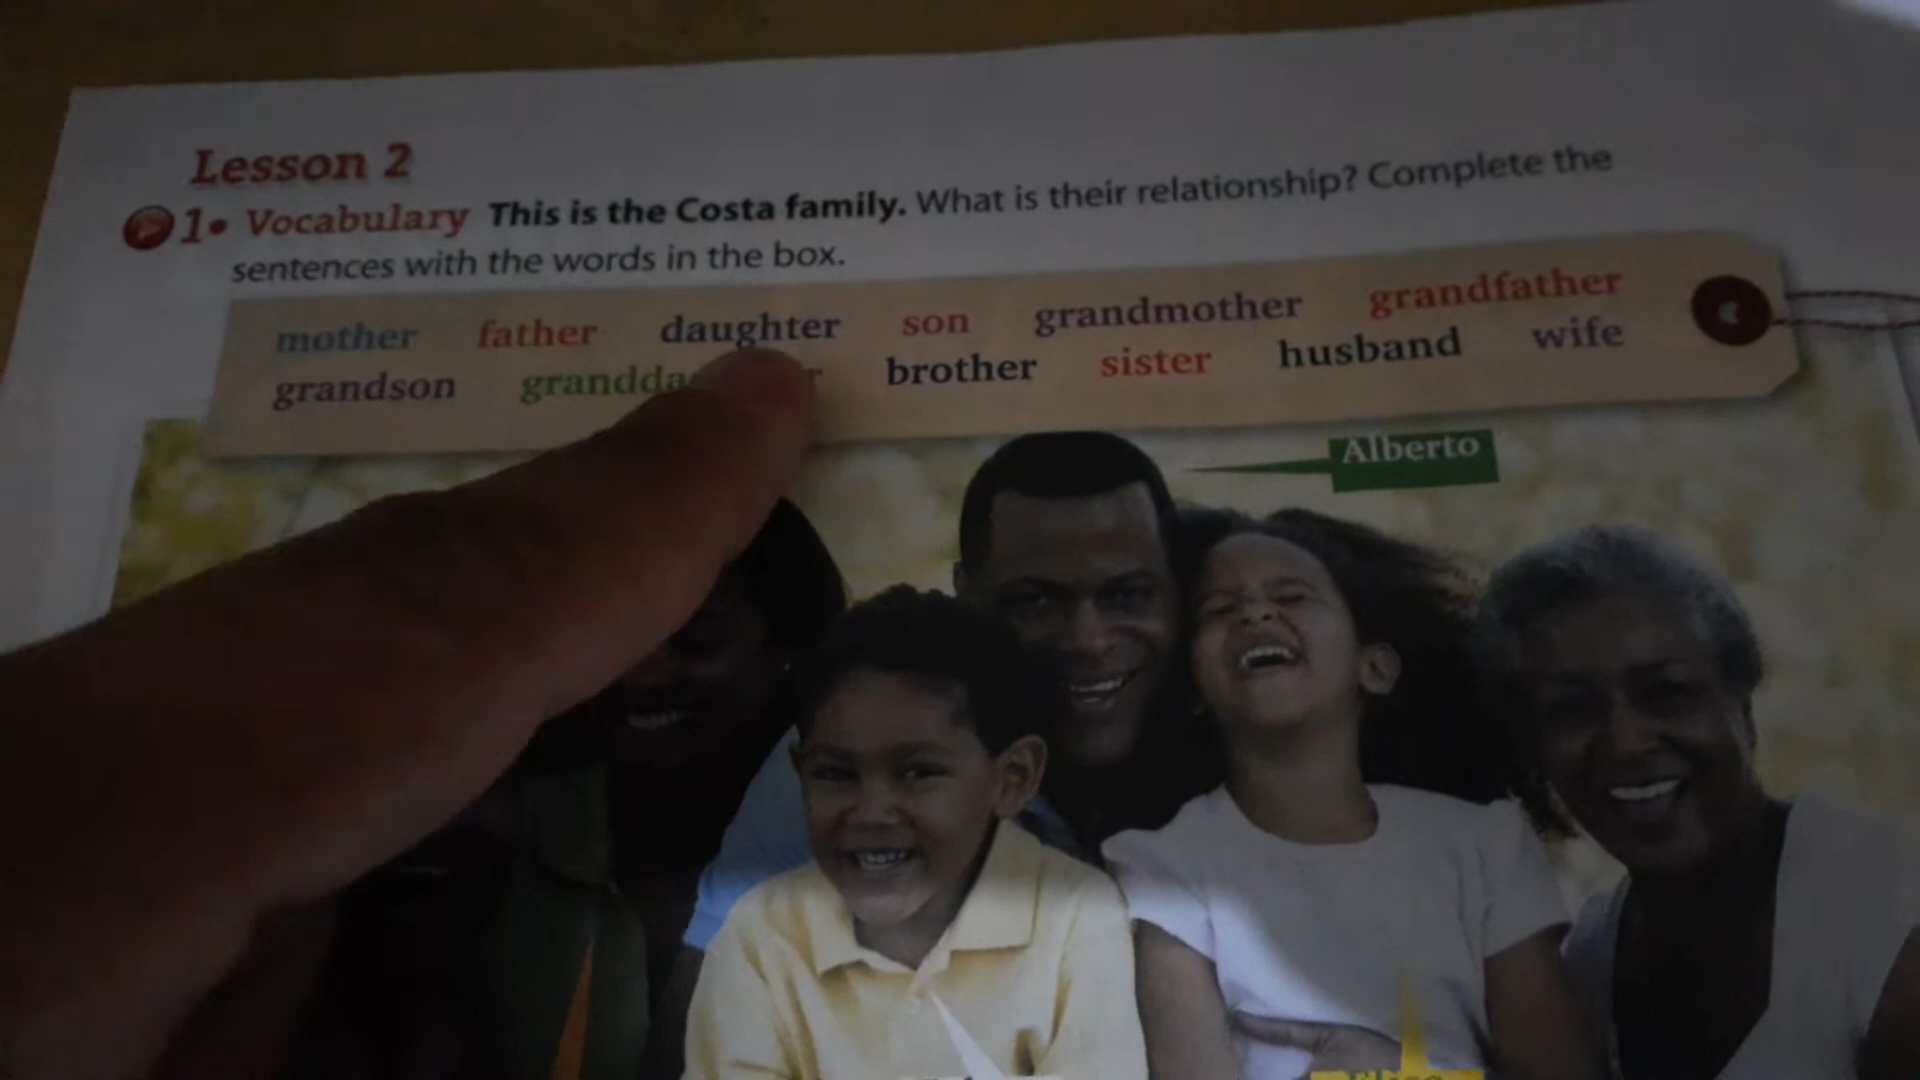 Lesson 2
1• Vocabulary This is the Costa family. What is their relationship? Complete the
sentences with the words in the box.
mother father daughter son grandmother grandfather
grandson brother sister husband wife
Alberto